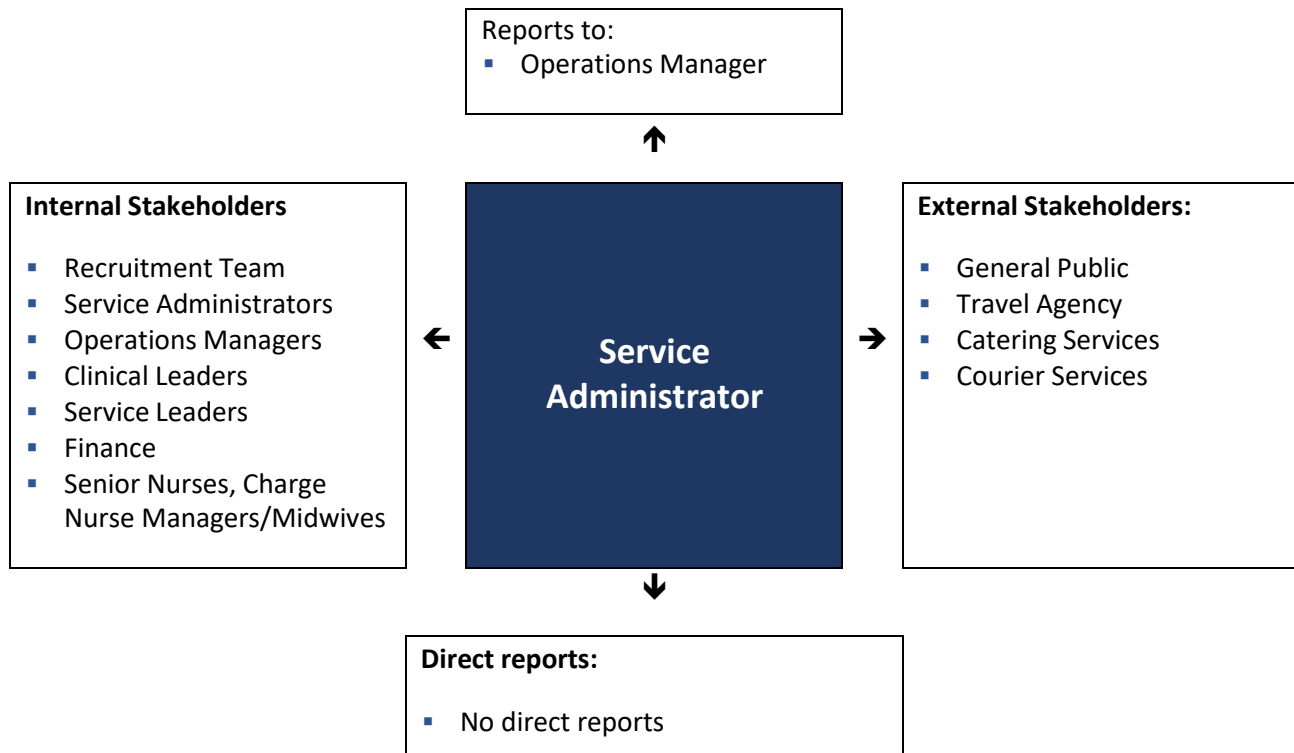 Reports to:
▪ Operations Manager
Internal Stakeholders
▪ Recruitment Team
▪ Service Administrators
▪ Operations Managers
▪ Clinical Leaders
▪ Service Leaders
▪ Finance
▪ Senior Nurses, Charge
Nurse Managers/Midwives
Service
Administrator
External Stakeholders:
▪ General Public
▪ Travel Agency
▪ Catering Services
▪ Courier Services
Direct reports:
▪ No direct reports